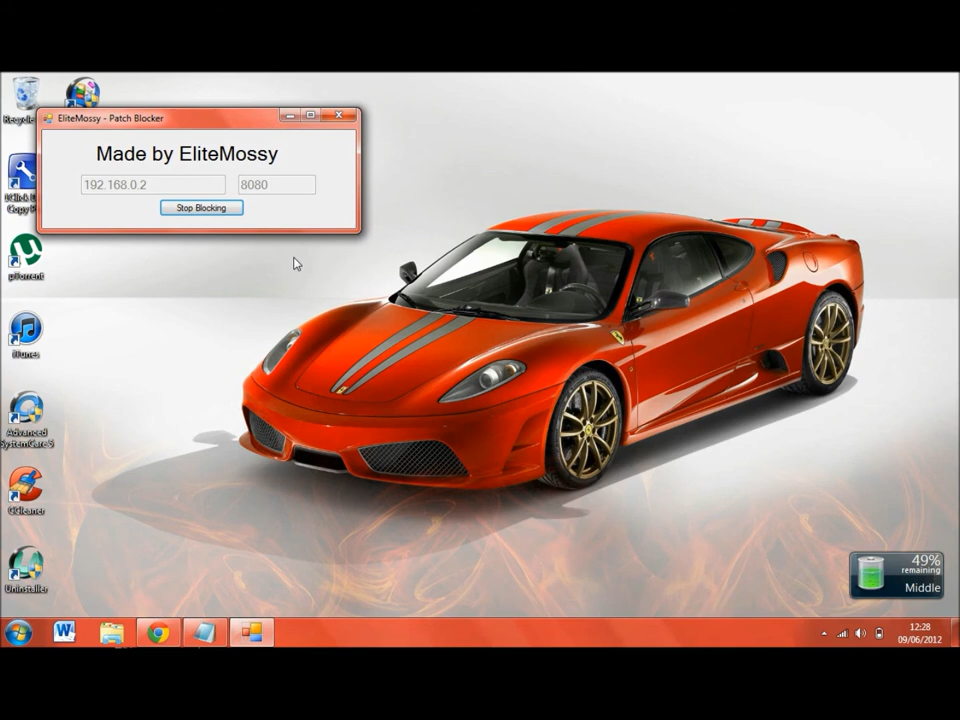 EliteMossy - Patch Blocker
Made by EliteMossy
192.168.0.2
8080
Stop Blocking
µTorrent
iTunes
Advanced
SystemCare 5
CCleaner
Uninstaller
49%
remaining
Middle
12:28
09/06/2012